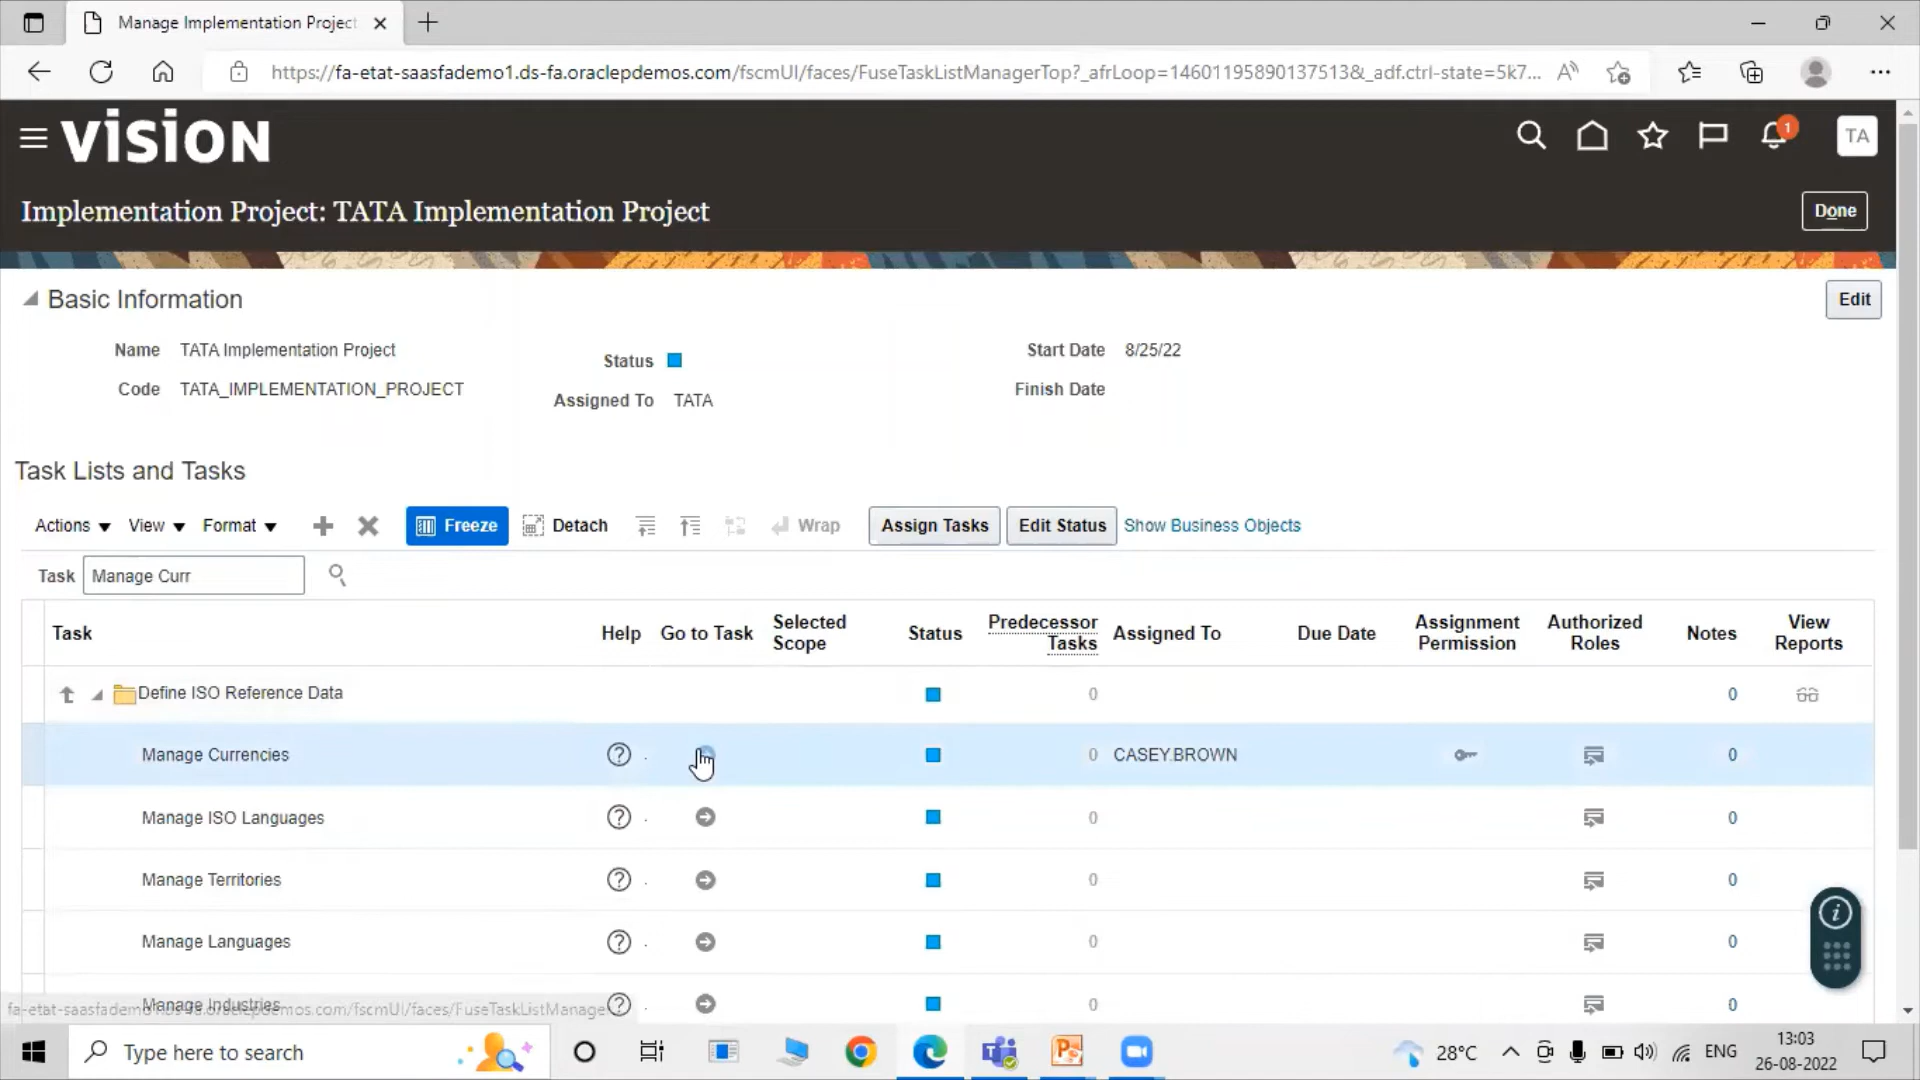 Manage Implementation Project
https://fa-etat-saasfademo1.ds-fa.oraclepdemos.com/fscmUI/faces/FuseTaskListManagerTop?_afrLoop=14601195890137513&_adf.ctrl-state=5k7...
VISION
1
TA
Implementation Project: TATA Implementation Project
Done
Basic Information
Edit
Name TATA Implementation Project
Status
Start Date 8/25/22
Code TATA_IMPLEMENTATION_PROJECT
Assigned To TATA
Finish Date
Task Lists and Tasks
Actions View Format Freeze Detach Wrap Assign Tasks Edit Status Show Business Objects
Task Manage Curr
Task Help Go to Task Selected Scope Status Predecessor Tasks Assigned To Due Date Assignment Permission Authorized Roles Notes View Reports
Define ISO Reference Data 0 0
Manage Currencies 0 CASEY.BROWN 0
Manage ISO Languages 0 0
Manage Territories 0 0
Manage Languages 0 0
Manage Industries 0 0
Type here to search
28°C
ENG
13:03
26-08-2022